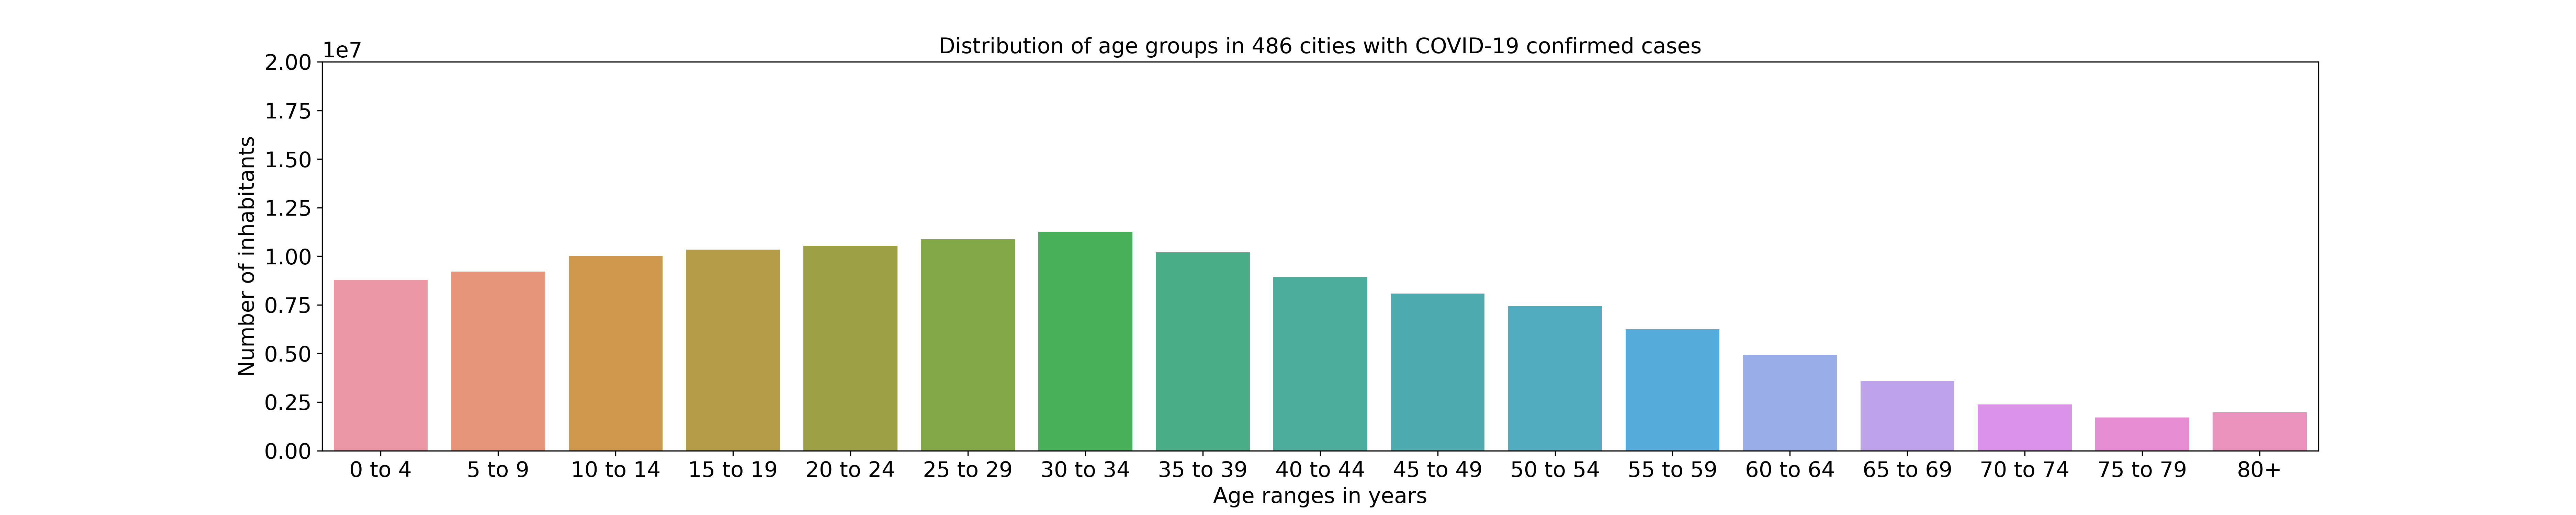 Distribution of age groups in 486 cities with COVID-19 confirmed cases
1e7
2.00
1.75
1.50
1.25
1.00
0.75
0.50
0.25
0.00
Number of inhabitants
0 to 4 5 to 9 10 to 14 15 to 19 20 to 24 25 to 29 30 to 34 35 to 39 40 to 44 45 to 49 50 to 54 55 to 59 60 to 64 65 to 69 70 to 74 75 to 79 80+
Age ranges in years